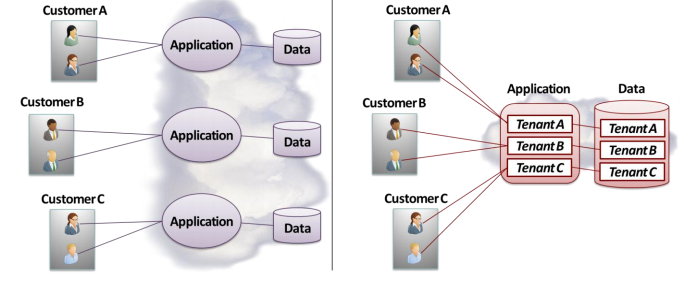 Customer A
Application
Data
Customer B
Application
Data
Customer C
Application
Data
Customer A
Customer B
Application
Data
Tenant A
Tenant A
Tenant B
Tenant B
Tenant C
Tenant C
Customer C